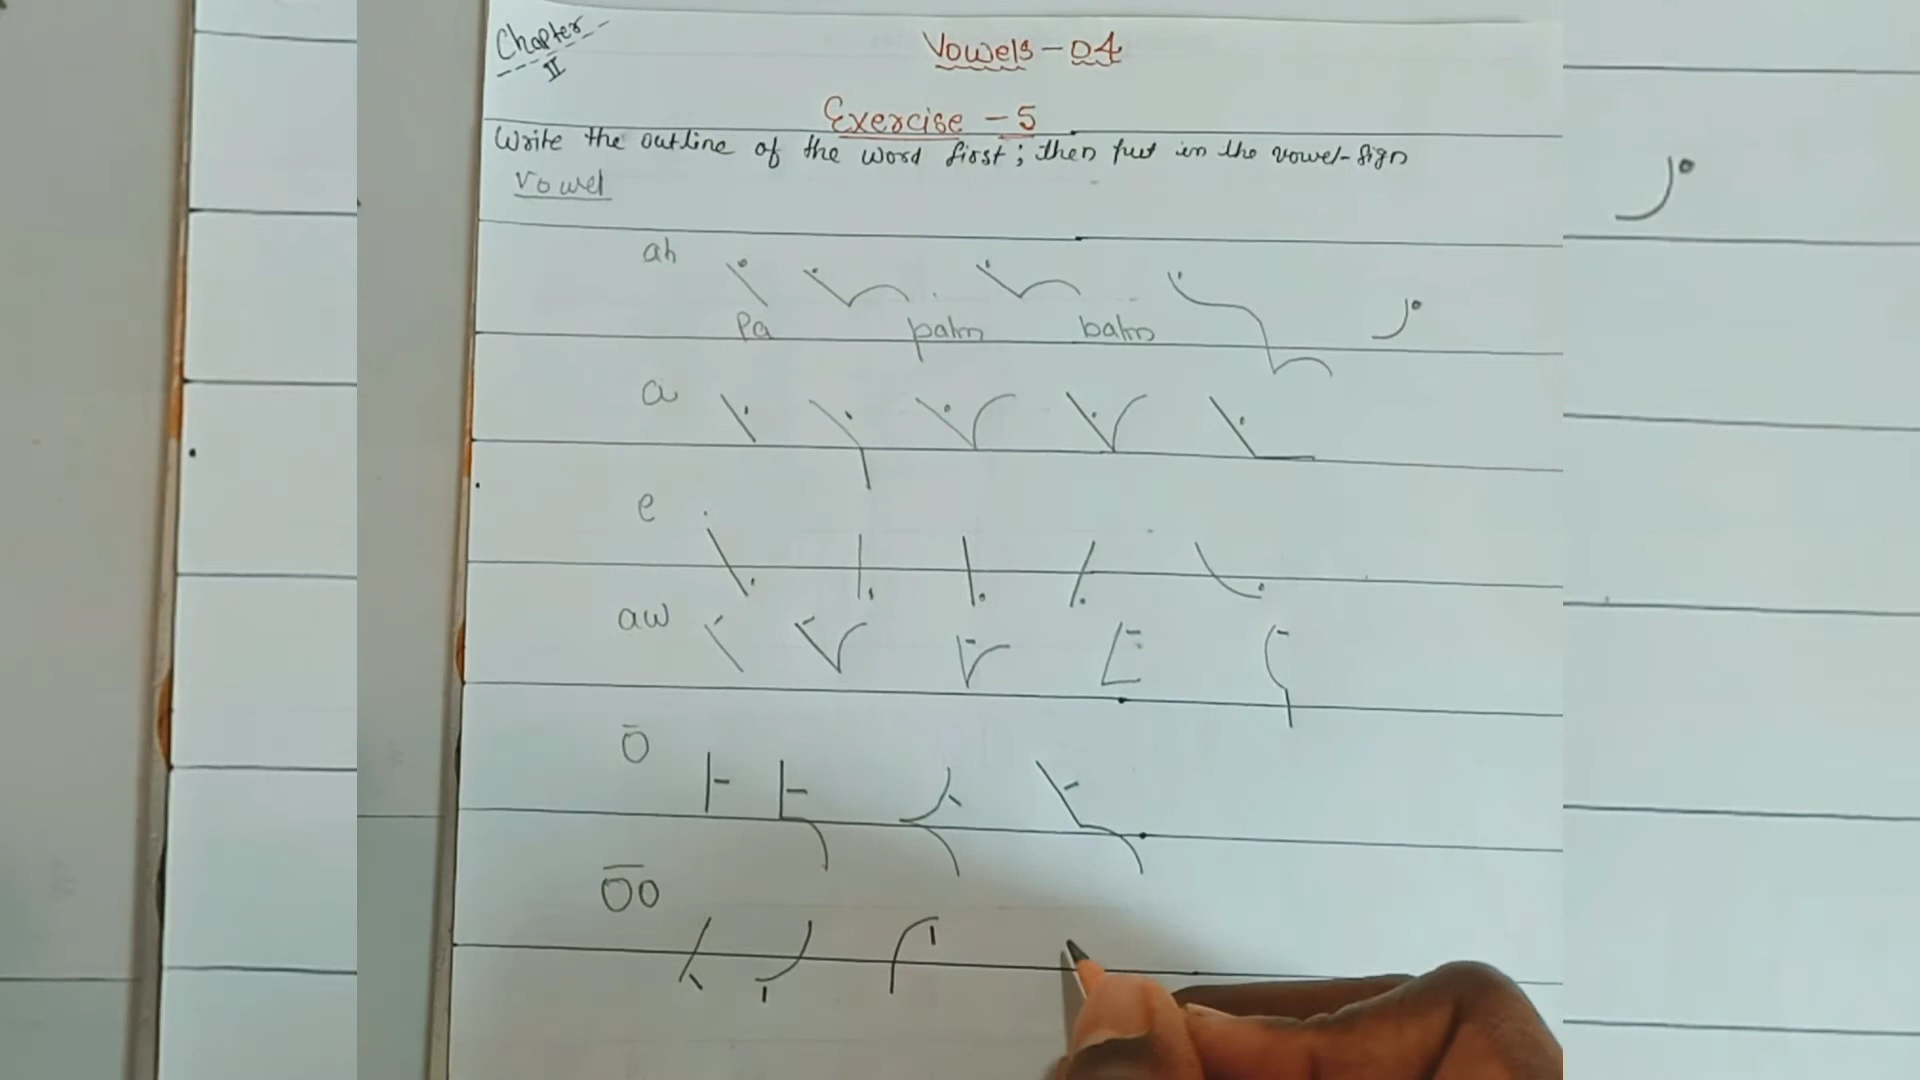 Chapter
II
Vowels - 04
Exercise - 5
Write the outline of the word first; then put in the vowel-sign
Vowel
ah
Pa palm balm
a
e
aw
ō
ōo